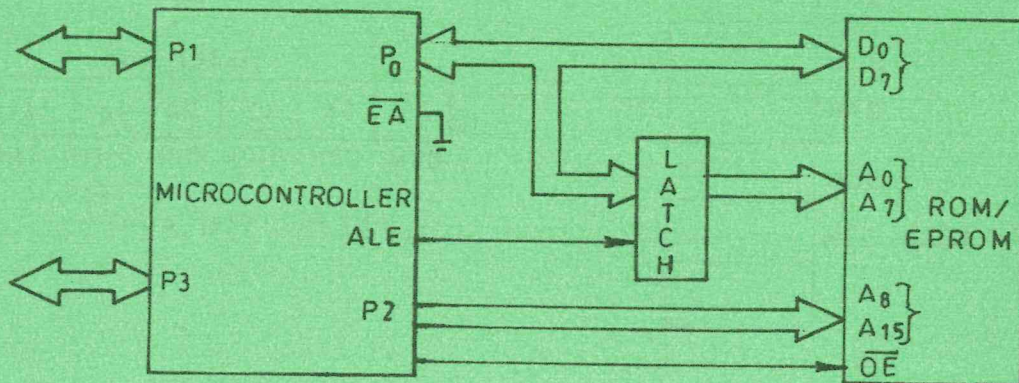 P1
P0
EA
MICROCONTROLLER
ALE
P3
P2
LATCH
D0
D7
A0
A7
ROM/
EPROM
A8
A15
OE